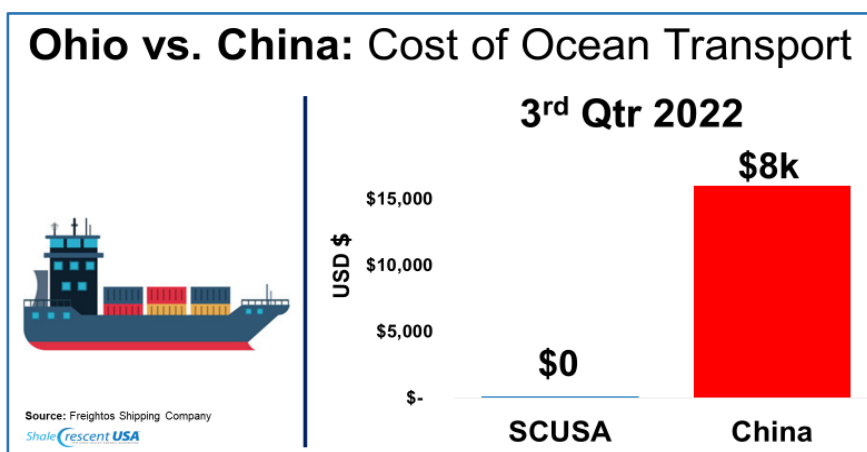 Ohio vs. China: Cost of Ocean Transport
3rd Qtr 2022
$8k
$15,000
$10,000
USD $
$5,000
$0
$-
SCUSA China
Source: Freightos Shipping Company
Shale Crescent USA